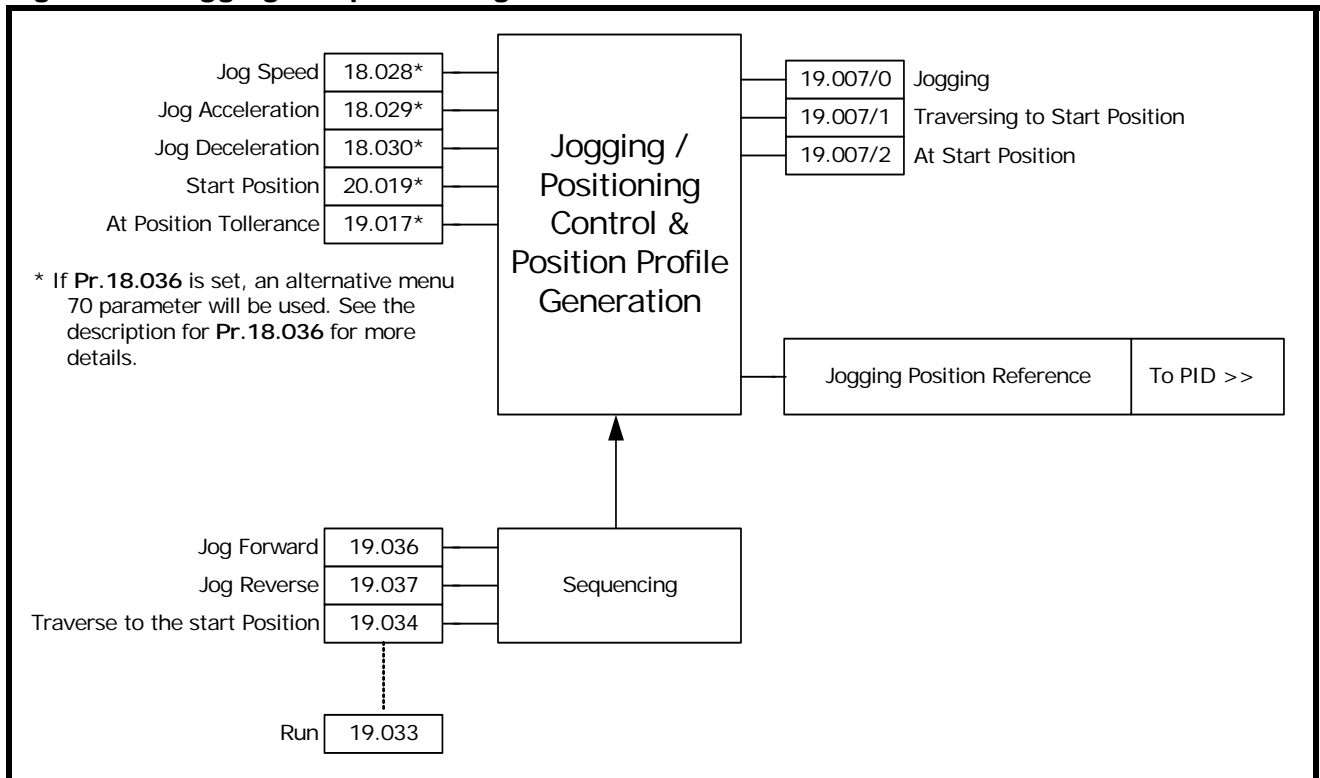 Jog Speed 18.028*
Jog Acceleration 18.029*
Jog Deceleration 18.030*
Start Position 20.019*
At Position Tollerance 19.017*
* If Pr.18.036 is set, an alternative menu
70 parameter will be used. See the
description for Pr.18.036 for more
details.
Jogging /
Positioning
Control &
Position Profile
Generation
19.007/0 Jogging
19.007/1 Traversing to Start Position
19.007/2 At Start Position
Jogging Position Reference To PID >>
Jog Forward 19.036
Jog Reverse 19.037
Traverse to the start Position 19.034
Sequencing
Run 19.033